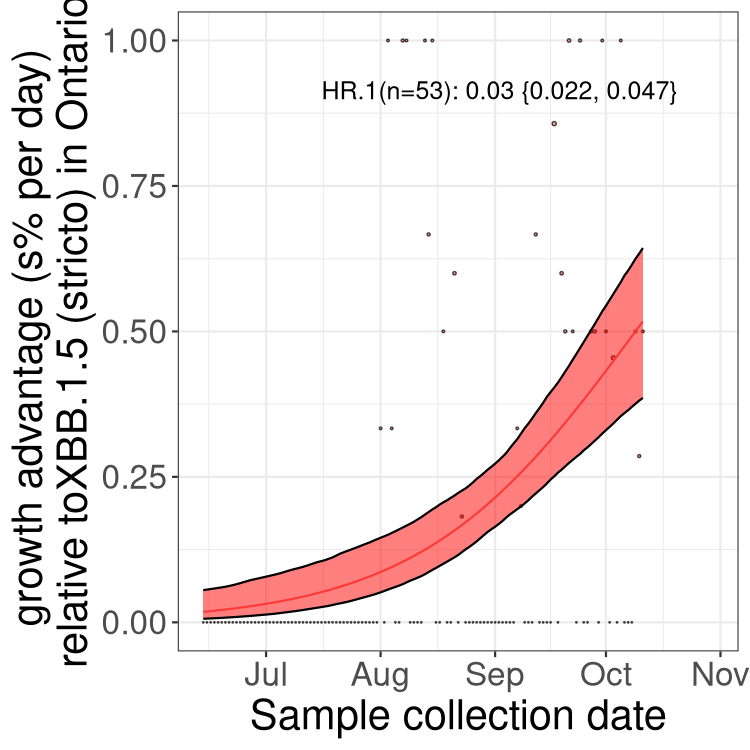 growth advantage (s% per day)
relative toXBB.1.5 (stricto) in Ontario
1.00
0.75
0.50
0.25
0.00
HR.1(n=53): 0.03 {0.022, 0.047}
Jul Aug Sep Oct Nov
Sample collection date